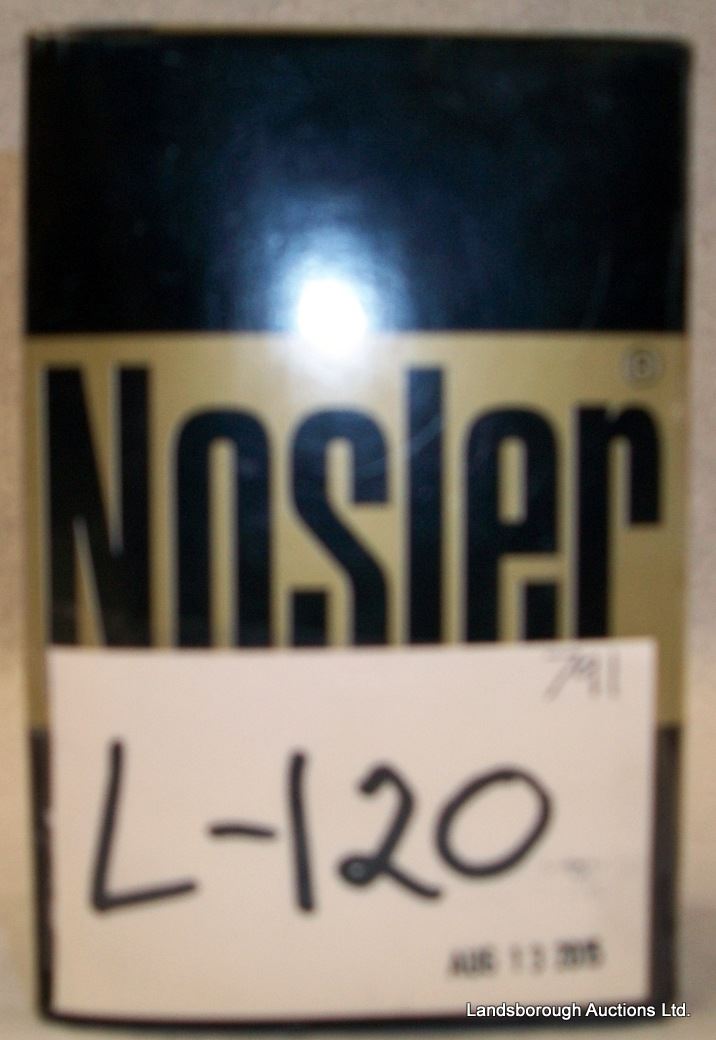 Nosler®
L-120
AUG 13 2015
Landsborough Auctions Ltd.